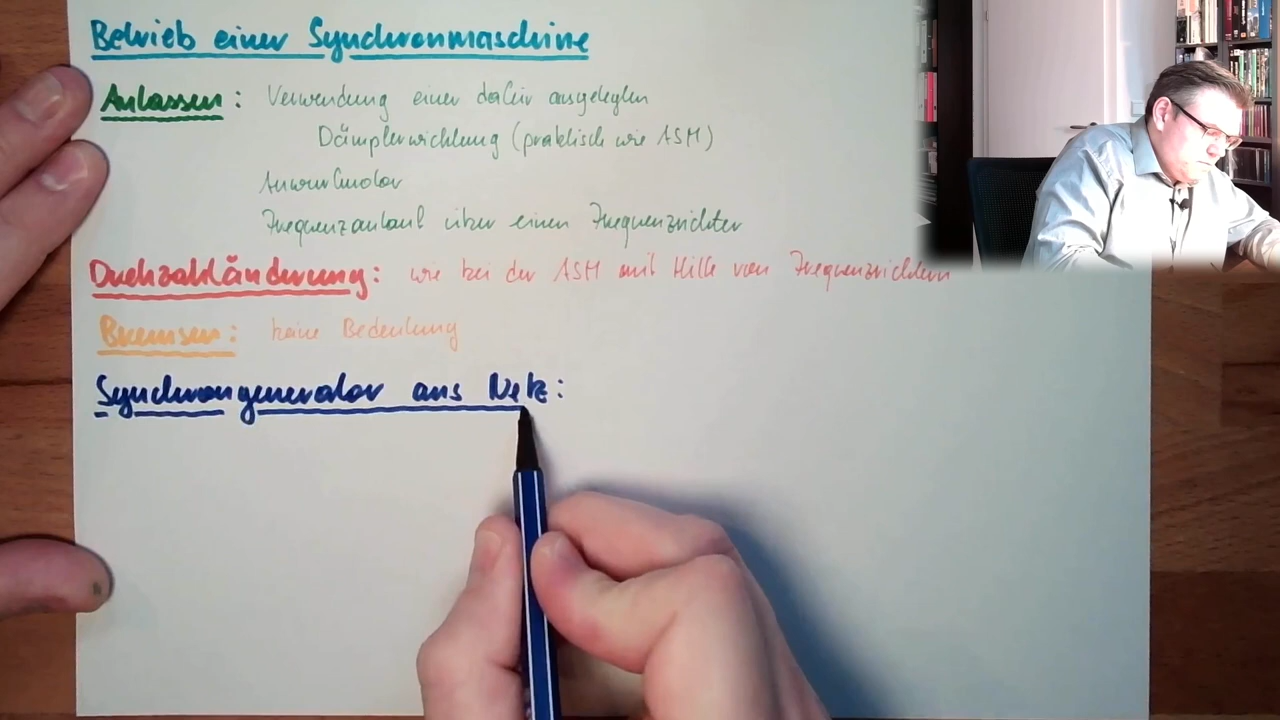 Betrieb einer Synchronmaschine
Anlassen: Verwendung einer dafür ausgelegten
Dämpferwicklung (praktisch wie ASM)
Anwurfmotor
Frequenzanlauf über einen Frequenzrichter
Drehzahländerung: wie bei der ASM mit Hilfe von Frequenzrichtern
Bremsen: keine Bedeutung
Synchrongenerator ans Netz: